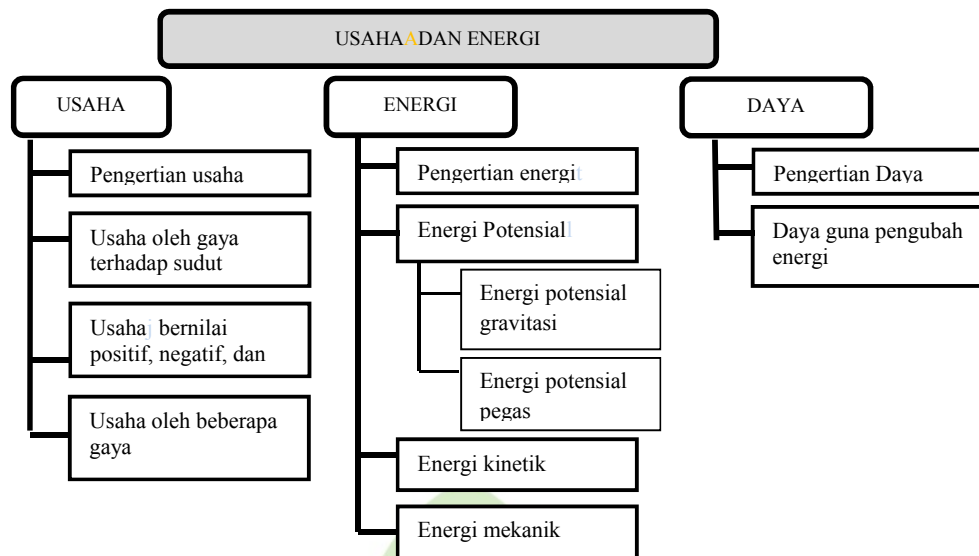 USAHAADAN ENERGI
USAHA
Pengertian usaha
Usaha oleh gaya
terhadap sudut
Usahaj bernilai
positif, negatif, dan
Usaha oleh beberapa
gaya
ENERGI
Pengertian energit
Energi Potensiall
Energi potensial
gravitasi
Energi potensial
pegas
Energi kinetik
Energi mekanik
DAYA
Pengertian Daya
Daya guna pengubah
energi